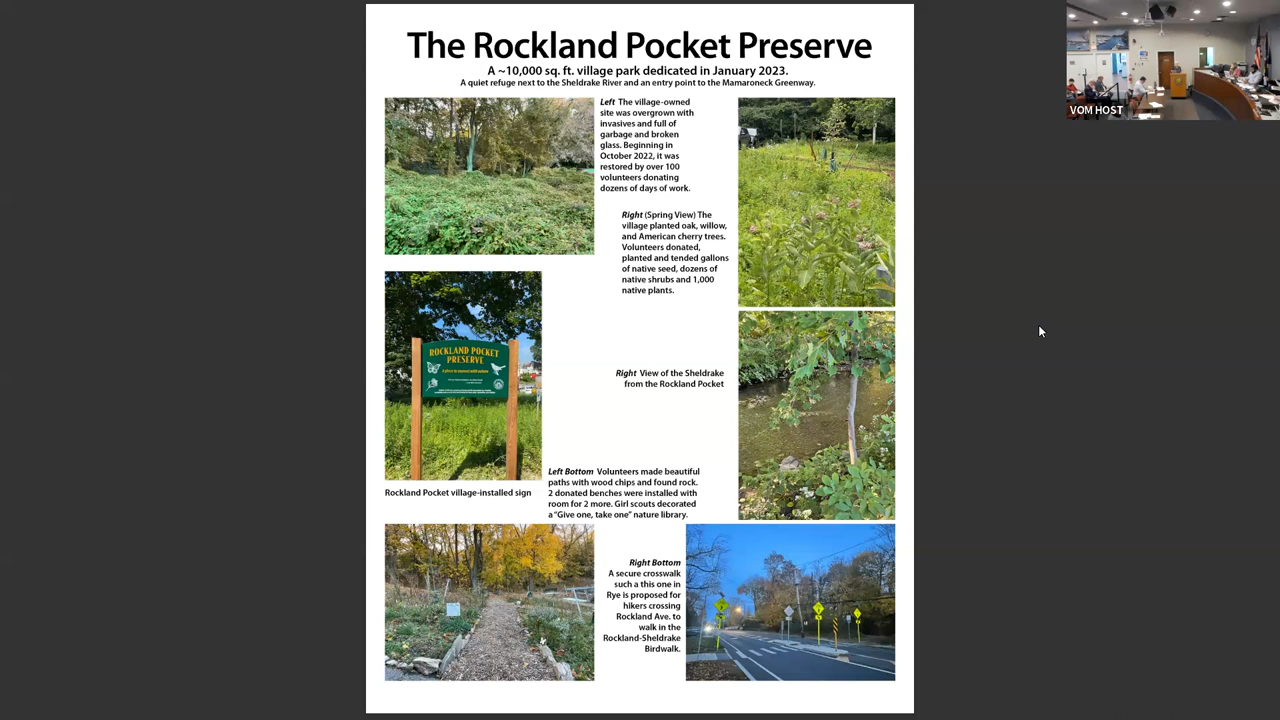 The Rockland Pocket Preserve
A ~10,000 sq. ft. village park dedicated in January 2023.
A quiet refuge next to the Sheldrake River and an entry point to the Mamaroneck Greenway.
Left The village-owned
site was overgrown with
invasives and full of
garbage and broken
glass. Beginning in
October 2022, it was
restored by over 100
volunteers donating
dozens of days of work.
Right (Spring View) The
village planted oak, willow,
and American cherry trees.
Volunteers donated,
planted and tended gallons
of native seed, dozens of
native shrubs and 1,000
native plants.
ROCKLAND POCKET
PRESERVE
A place to connect with nature
Rockland Pocket village-installed sign
Right View of the Sheldrake
from the Rockland Pocket
Left Bottom Volunteers made beautiful
paths with wood chips and found rock.
2 donated benches were installed with
room for 2 more. Girl scouts decorated
a "Give one, take one" nature library.
Right Bottom
A secure crosswalk
such a this one in
Rye is proposed for
hikers crossing
Rockland Ave. to
walk in the
Rockland-Sheldrake
Birdwalk.
VOM HOST